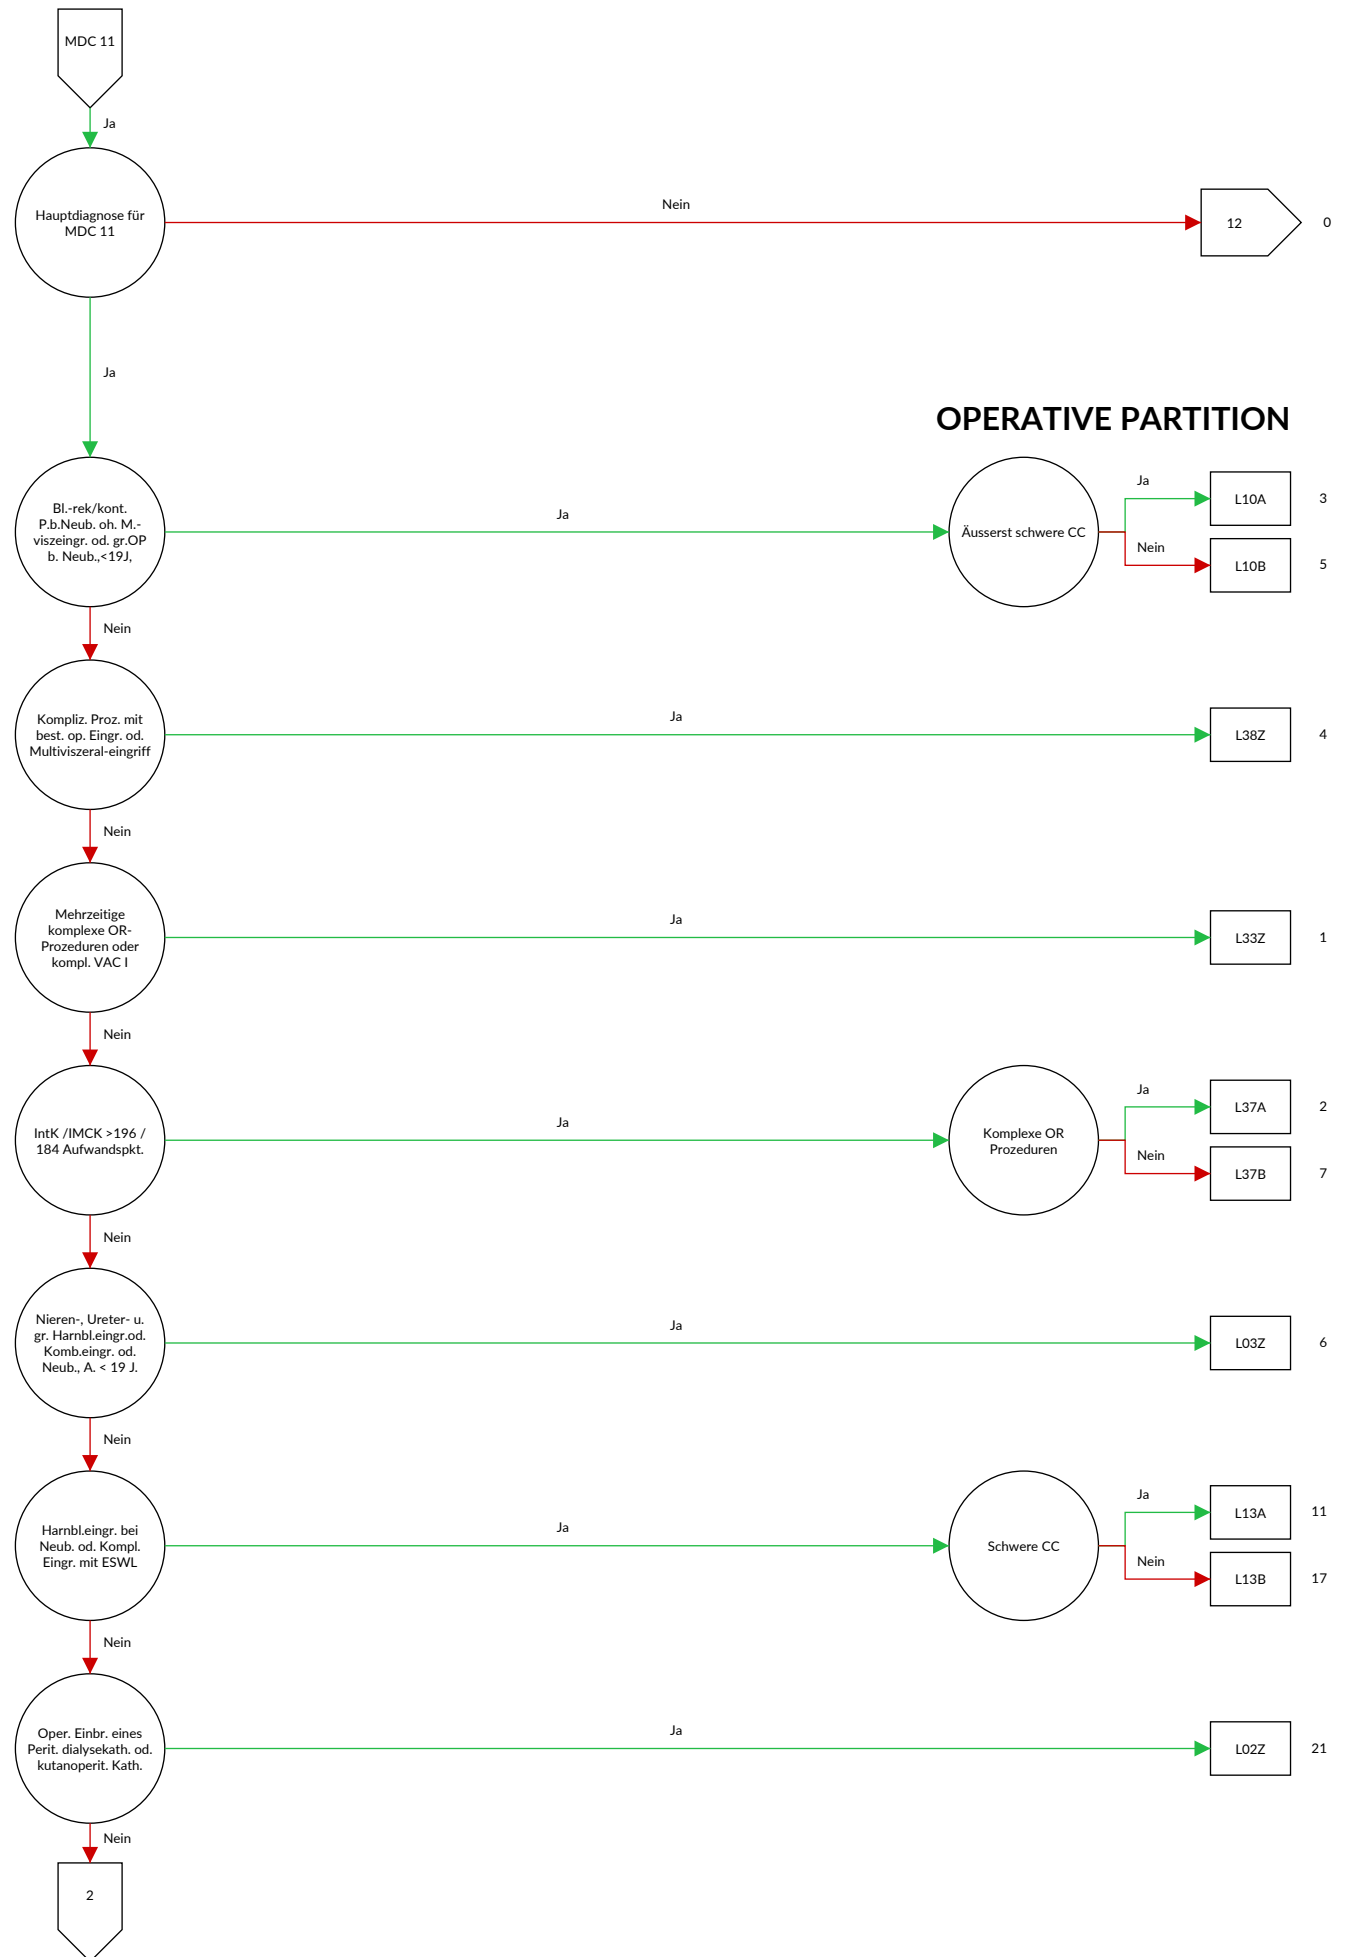 MDC 11
Ja
Hauptdiagnose für
MDC 11
Nein
12
0
Ja
OPERATIVE PARTITION
Bl.-rek/kont.
P.b.Neub. oh. M.-
viszeingr. od. gr.OP
b. Neub.,<19J,
Ja
Äusserst schwere CC
Ja
L10A
3
Nein
L10B
5
Nein
Kompliz. Proz. mit
best. op. Eingr. od.
Multiviszeral-eingriff
Ja
L38Z
4
Nein
Mehrzeitige
komplexe OR-
Prozeduren oder
kompl. VAC I
Ja
L33Z
1
Nein
IntK /IMCK >196 /
184 Aufwandspkt.
Ja
Komplexe OR
Prozeduren
Ja
L37A
2
Nein
L37B
7
Nein
Nieren-, Ureter- u.
gr. Harnbl.eingr.od.
Komb.eingr. od.
Neub., A. < 19 J.
Ja
L03Z
6
Nein
Harnbl.eingr. bei
Neub. od. Kompl.
Eingr. mit ESWL
Ja
Schwere CC
Ja
L13A
11
Nein
L13B
17
Nein
Oper. Einbr. eines
Perit. dialysekath. od.
kutanoperit. Kath.
Ja
L02Z
21
Nein
2